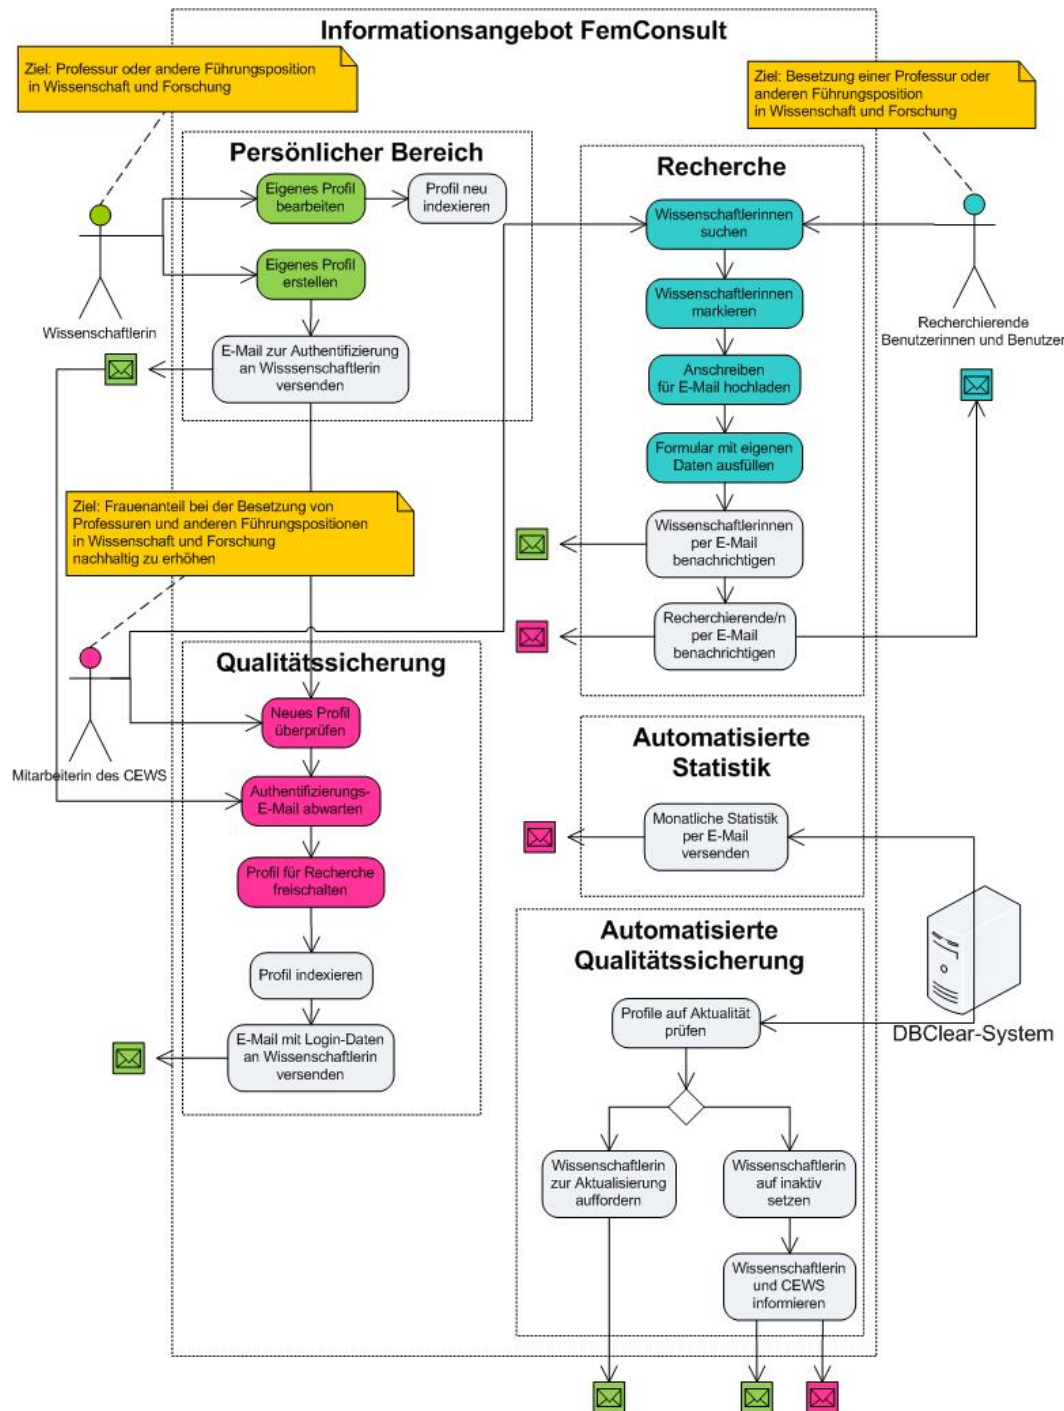 Informationsangebot FemConsult
Ziel: Professur oder andere Führungsposition
in Wissenschaft und Forschung
Ziel: Besetzung einer Professur oder
anderen Führungsposition
in Wissenschaft und Forschung
Persönlicher Bereich
Eigenes Profil
bearbeiten
Profil neu
indexieren
Eigenes Profil
erstellen
E-Mail zur Authentifizierung
an Wisssenschaftlerin
versenden
Wissenschaftlerin
Recherche
Wissenschaftlerinnen
suchen
Wissenschaftlerinnen
markieren
Anschreiben
für E-Mail hochladen
Formular mit eigenen
Daten ausfüllen
Wissenschaftlerinnen
per E-Mail
benachrichtigen
Recherchierende/n
per E-Mail
benachrichtigen
Recherchierende
Benutzerinnen und Benutzer
Ziel: Frauenanteil bei der Besetzung von
Professuren und anderen Führungspositionen
in Wissenschaft und Forschung
nachhaltig zu erhöhen
Qualitätssicherung
Neues Profil
überprüfen
Authentifizierungs-
E-Mail abwarten
Profil für Recherche
freischalten
Profil indexieren
E-Mail mit Login-Daten
an Wissenschaftlerin
versenden
Mitarbeiterin des CEWS
Automatisierte
Statistik
Monatliche Statistik
per E-Mail
versenden
Automatisierte
Qualitätssicherung
Profile auf Aktualität
prüfen
Wissenschaftlerin
zur Aktualisierung
auffordern
Wissenschaftlerin
auf inaktiv
setzen
Wissenschaftlerin
und CEWS
informieren
DBClear-System